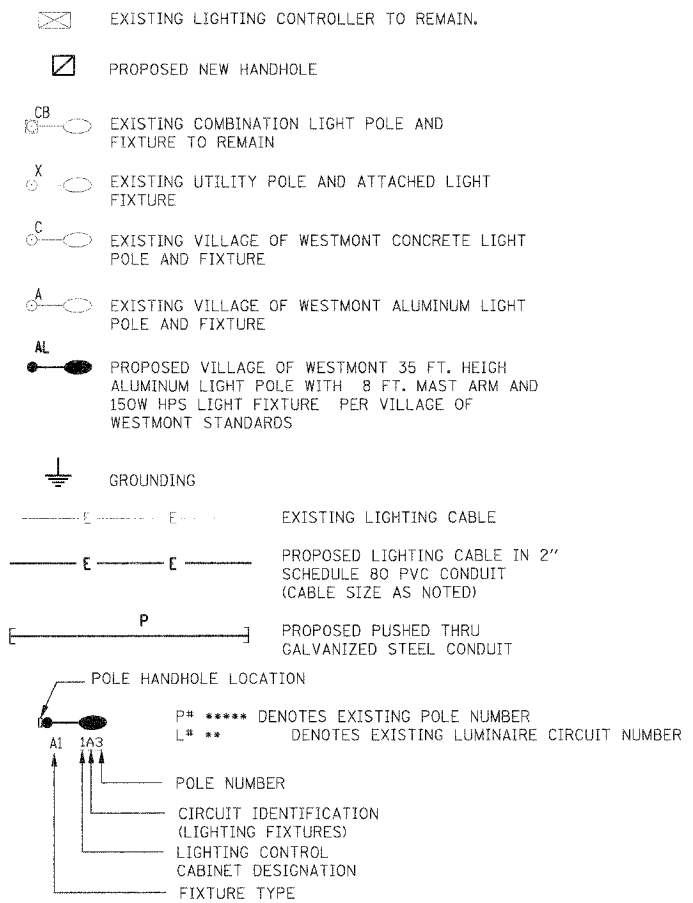 EXISTING LIGHTING CONTROLLER TO REMAIN.
PROPOSED NEW HANDHOLE
CB
EXISTING COMBINATION LIGHT POLE AND
FIXTURE TO REMAIN
X
EXISTING UTILITY POLE AND ATTACHED LIGHT
FIXTURE
C
EXISTING VILLAGE OF WESTMONT CONCRETE LIGHT
POLE AND FIXTURE
A
EXISTING VILLAGE OF WESTMONT ALUMINUM LIGHT
POLE AND FIXTURE
AL
PROPOSED VILLAGE OF WESTMONT 35 FT. HEIGH
ALUMINUM LIGHT POLE WITH 8 FT. MAST ARM AND
150W HPS LIGHT FIXTURE PER VILLAGE OF
WESTMONT STANDARDS
GROUNDING
E E EXISTING LIGHTING CABLE
E E PROPOSED LIGHTING CABLE IN 2"
SCHEDULE 80 PVC CONDUIT
(CABLE SIZE AS NOTED)
P
PROPOSED PUSHED THRU
GALVANIZED STEEL CONDUIT
POLE HANDHOLE LOCATION
P# ***** DENOTES EXISTING POLE NUMBER
L# ** DENOTES EXISTING LUMINAIRE CIRCUIT NUMBER
A1 1A3
POLE NUMBER
CIRCUIT IDENTIFICATION
(LIGHTING FIXTURES)
LIGHTING CONTROL
CABINET DESIGNATION
FIXTURE TYPE